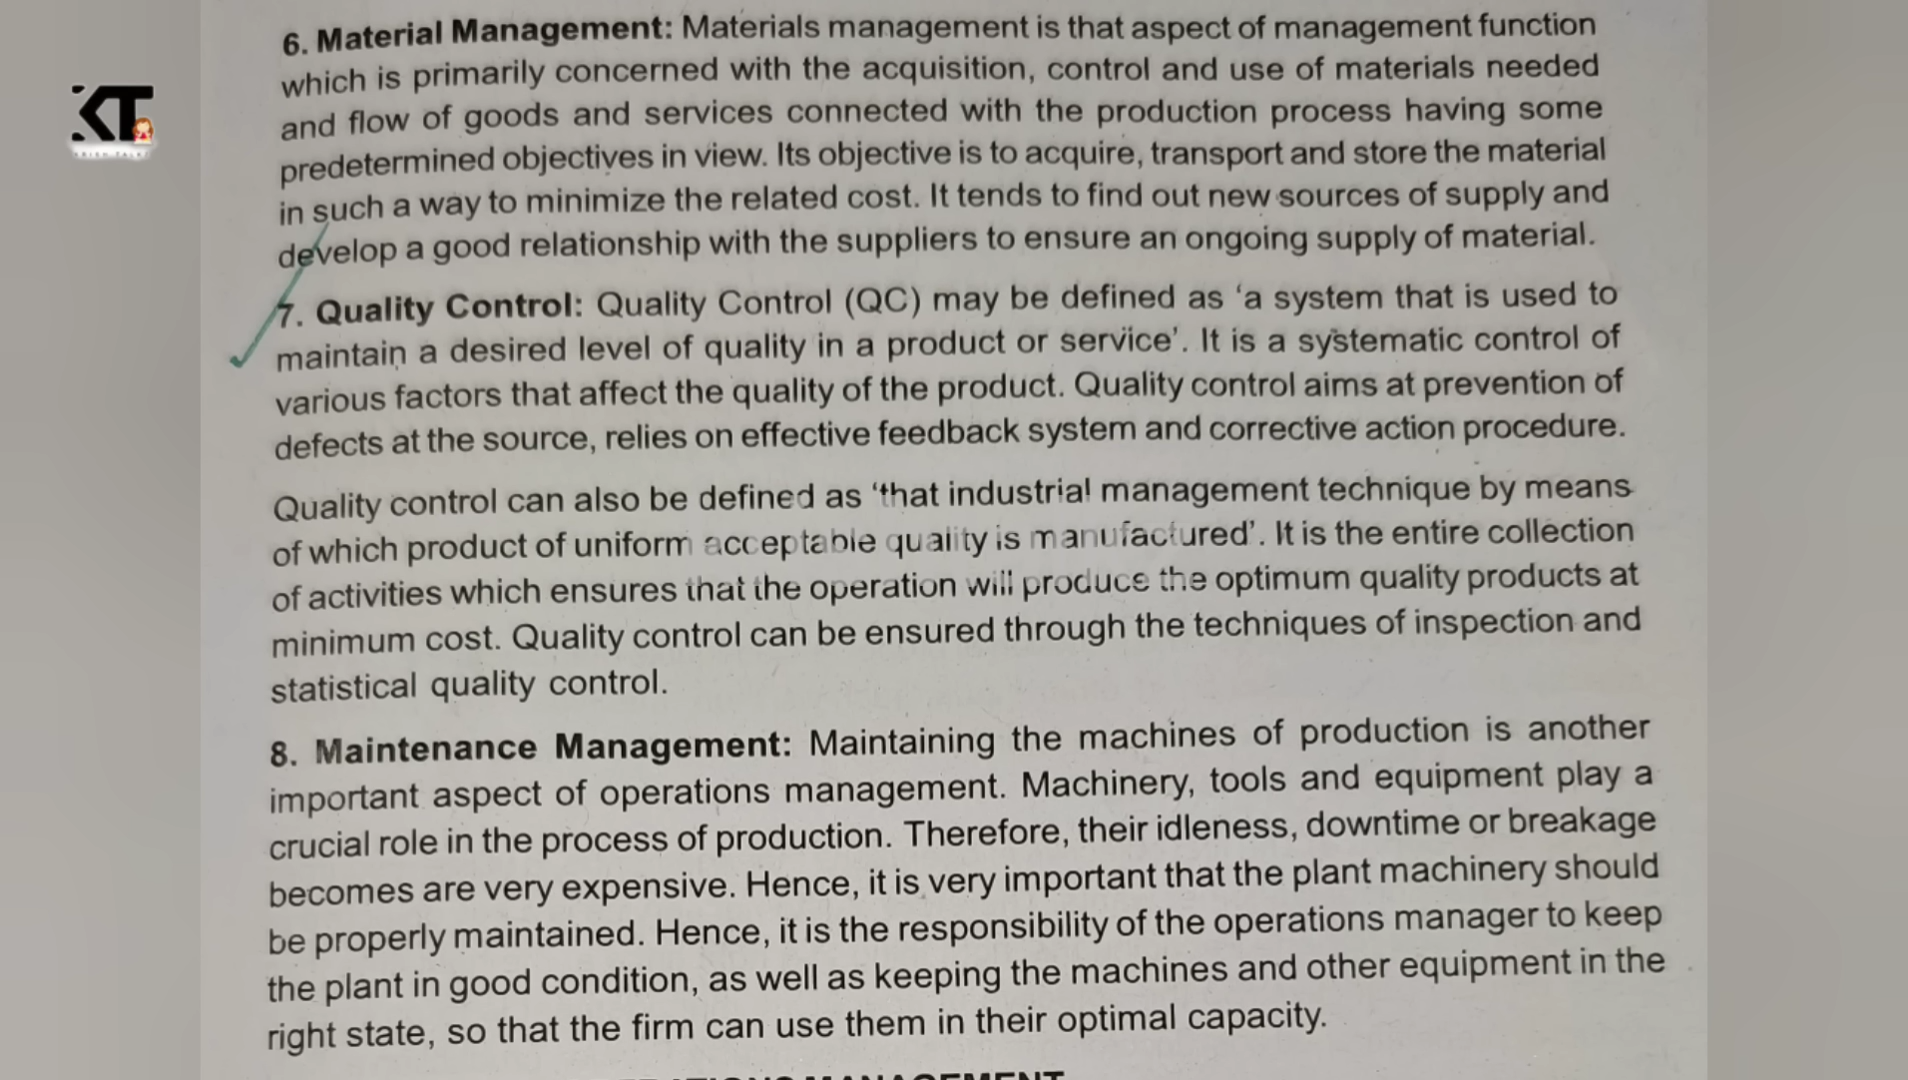 KT
6. Material Management: Materials management is that aspect of management function
which is primarily concerned with the acquisition, control and use of materials needed
and flow of goods and services connected with the production process having some
predetermined objectives in view. Its objective is to acquire, transport and store the material
in such a way to minimize the related cost. It tends to find out new sources of supply and
develop a good relationship with the suppliers to ensure an ongoing supply of material.
7. Quality Control: Quality Control (QC) may be defined as ‘a system that is used to
maintain a desired level of quality in a product or service’. It is a systematic control of
various factors that affect the quality of the product. Quality control aims at prevention of
defects at the source, relies on effective feedback system and corrective action procedure.
Quality control can also be defined as ‘that industrial management technique by means
of which product of uniform acceptable quality is manufactured’. It is the entire collection
of activities which ensures that the operation will produce the optimum quality products at
minimum cost. Quality control can be ensured through the techniques of inspection and
statistical quality control.
8. Maintenance Management: Maintaining the machines of production is another
important aspect of operations management. Machinery, tools and equipment play a
crucial role in the process of production. Therefore, their idleness, downtime or breakage
becomes are very expensive. Hence, it is very important that the plant machinery should
be properly maintained. Hence, it is the responsibility of the operations manager to keep
the plant in good condition, as well as keeping the machines and other equipment in the
right state, so that the firm can use them in their optimal capacity.
MANAGEMENT